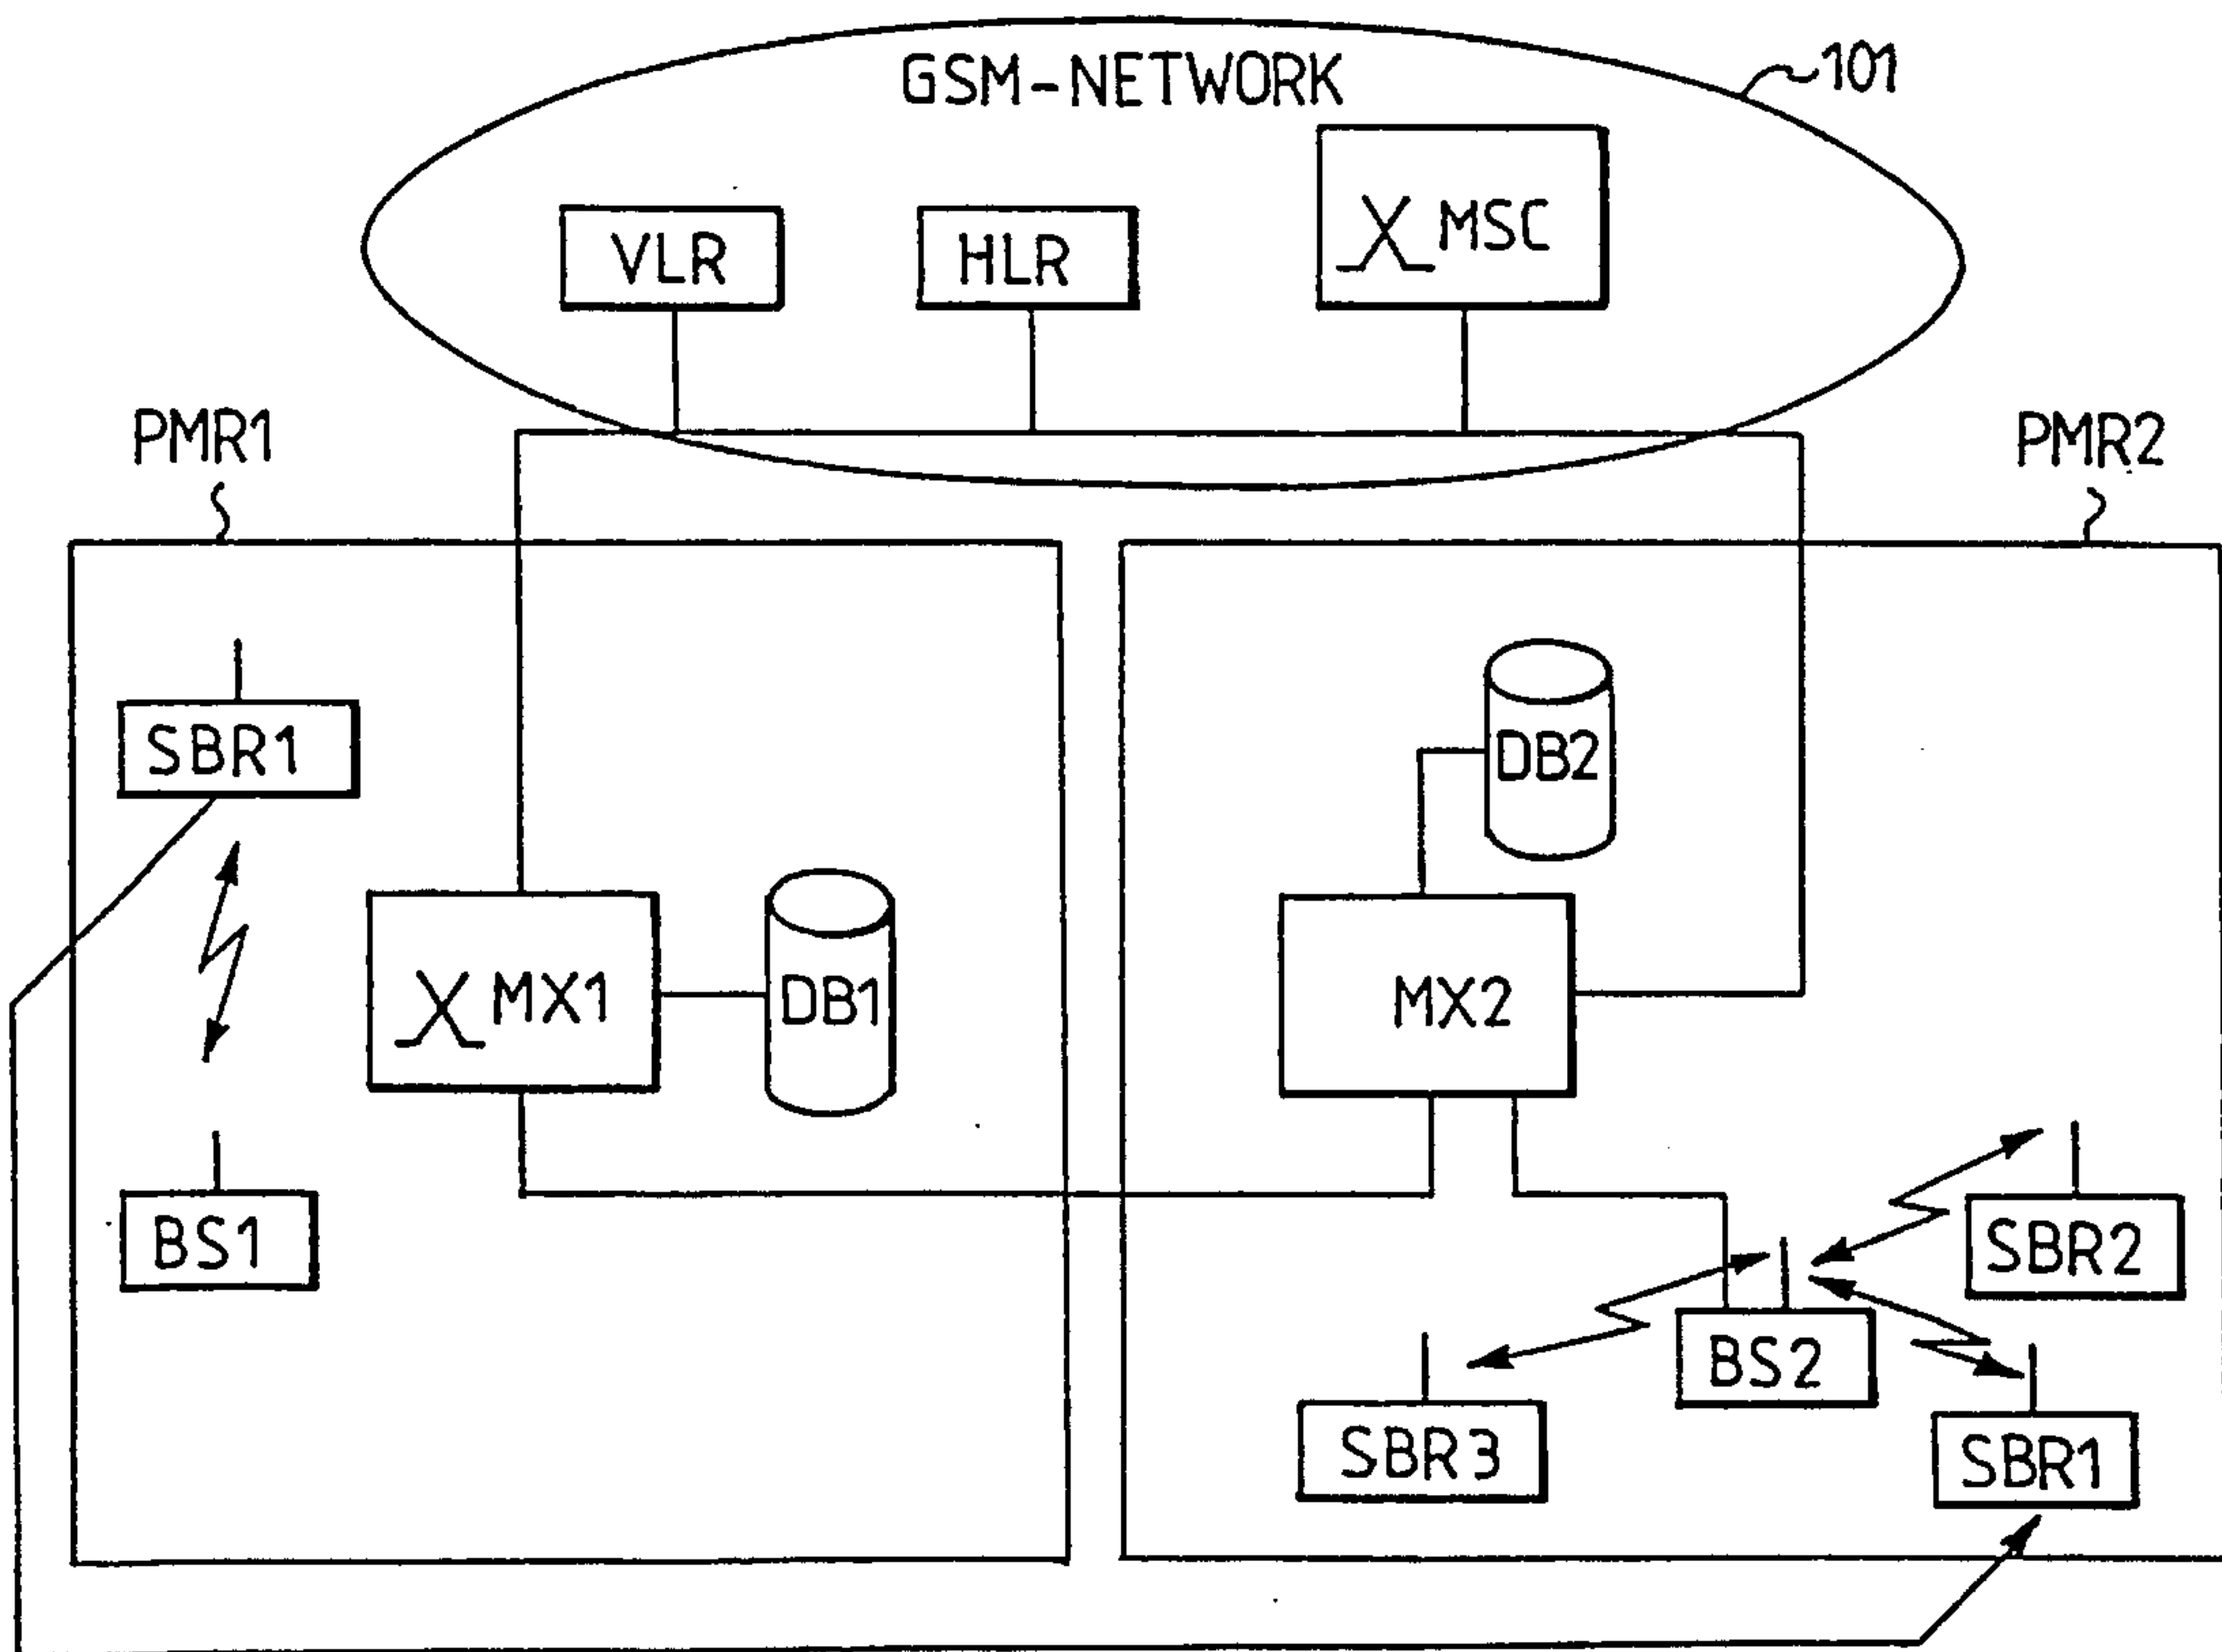 GSM-NETWORK
101
VLR
HLR
MSC
PMR1
PMR2
SBR1
DB2
MX1
DB1
MX2
BS1
SBR2
BS2
SBR3
SBR1